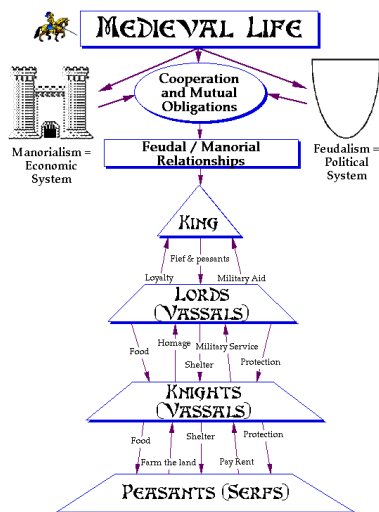 Medieval Life
Cooperation
and Mutual
Obligations
Manorialism =
Economic
System
Feudalism =
Political
System
Feudal / Manorial
Relationships
King
Fief & peasants
Loyalty
Military Aid
Lords
(Vassals)
Food
Homage
Shelter
Military Service
Protection
Knights
(Vassals)
Food
Shelter
Protection
Farm the land
Pay Rent
Peasants (Serfs)